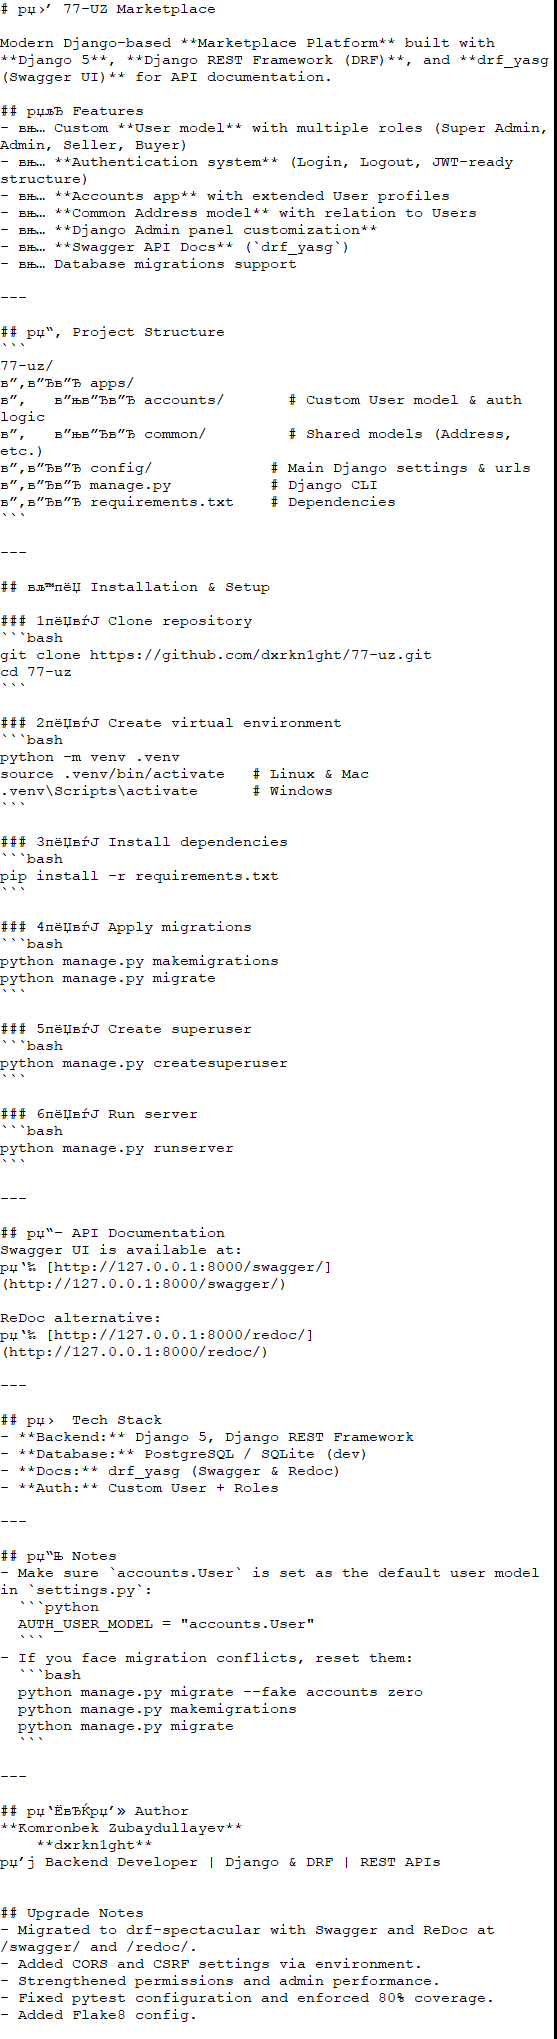 # рџ›’ 77-UZ Marketplace

Modern Django-based **Marketplace Platform** built with
**Django 5**, **Django REST Framework (DRF)**, and **drf_yasg
(Swagger UI)** for API documentation.

## рџљЂ Features
- вњ… Custom **User model** with multiple roles (Super Admin,
Admin, Seller, Buyer)
- вњ… **Authentication system** (Login, Logout, JWT-ready
structure)
- вњ… **Accounts app** with extended User profiles
- вњ… **Common Address model** with relation to Users
- вњ… **Django Admin panel customization**
- вњ… **Swagger API Docs** (`drf_yasg`)
- вњ… Database migrations support

---

## рџ“‚ Project Structure
```
77-uz/
в”‚в”Ђв”Ђ apps/
в”‚   в”њв”Ђв”Ђ accounts/       # Custom User model & auth
logic
в”‚   в”њв”Ђв”Ђ common/         # Shared models (Address,
etc.)
в”‚в”Ђв”Ђ config/             # Main Django settings & urls
в”‚в”Ђв”Ђ manage.py           # Django CLI
в”‚в”Ђв”Ђ requirements.txt    # Dependencies
```

---

## вљ™пёЏ Installation & Setup

### 1пёЏвѓЈ Clone repository
```bash
git clone https://github.com/dxrkn1ght/77-uz.git
cd 77-uz
```

### 2пёЏвѓЈ Create virtual environment
```bash
python -m venv .venv
source .venv/bin/activate   # Linux & Mac
.venv\Scripts\activate      # Windows
```

### 3пёЏвѓЈ Install dependencies
```bash
pip install -r requirements.txt
```

### 4пёЏвѓЈ Apply migrations
```bash
python manage.py makemigrations
python manage.py migrate
```

### 5пёЏвѓЈ Create superuser
```bash
python manage.py createsuperuser
```

### 6пёЏвѓЈ Run server
```bash
python manage.py runserver
```

---

## рџ“– API Documentation
Swagger UI is available at:
рџ‘‰ [http://127.0.0.1:8000/swagger/]
(http://127.0.0.1:8000/swagger/)

ReDoc alternative:
рџ‘‰ [http://127.0.0.1:8000/redoc/]
(http://127.0.0.1:8000/redoc/)

---

## рџ›  Tech Stack
- **Backend:** Django 5, Django REST Framework
- **Database:** PostgreSQL / SQLite (dev)
- **Docs:** drf_yasg (Swagger & Redoc)
- **Auth:** Custom User + Roles

---

## рџ“Њ Notes
- Make sure `accounts.User` is set as the default user model
in `settings.py`:
  ```python
  AUTH_USER_MODEL = "accounts.User"
  ```
- If you face migration conflicts, reset them:
  ```bash
  python manage.py migrate --fake accounts zero
  python manage.py makemigrations
  python manage.py migrate
  ```

---

## рџ‘ЁвЂЌрџ’» Author
**Komronbek Zubaydullayev**
    **dxrkn1ght**
рџ’ј Backend Developer | Django & DRF | REST APIs


## Upgrade Notes
- Migrated to drf-spectacular with Swagger and ReDoc at
/swagger/ and /redoc/.
- Added CORS and CSRF settings via environment.
- Strengthened permissions and admin performance.
- Fixed pytest configuration and enforced 80% coverage.
- Added Flake8 config.